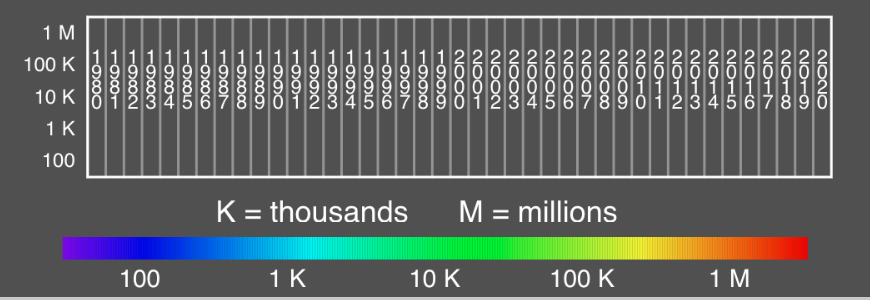 1 M
100 K
10 K
1 K
100
1980 1981 1982 1983 1984 1985 1986 1987 1988 1989 1990 1991 1992 1993 1994 1995 1996 1997 1998 1999 2000 2001 2002 2003 2004 2005 2006 2007 2008 2009 2010 2011 2012 2013 2014 2015 2016 2017 2018 2019 2020
K = thousands M = millions
100 1 K 10 K 100 K 1 M